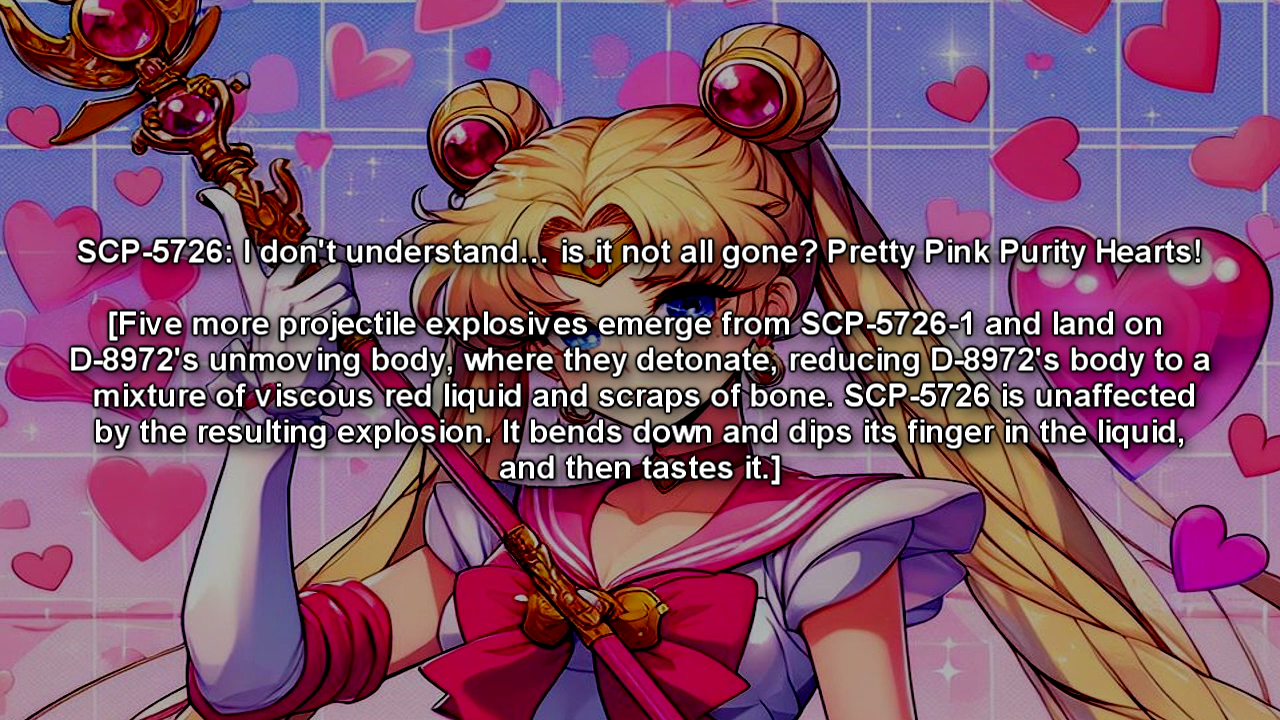 SCP-5726: I don't understand... is it not all gone? Pretty Pink Purity Hearts!
[Five more projectile explosives emerge from SCP-5726-1 and land on
D-8972's unmoving body, where they detonate, reducing D-8972's body to a
mixture of viscous red liquid and scraps of bone. SCP-5726 is unaffected
by the resulting explosion. It bends down and dips its finger in the liquid,
and then tastes it.]